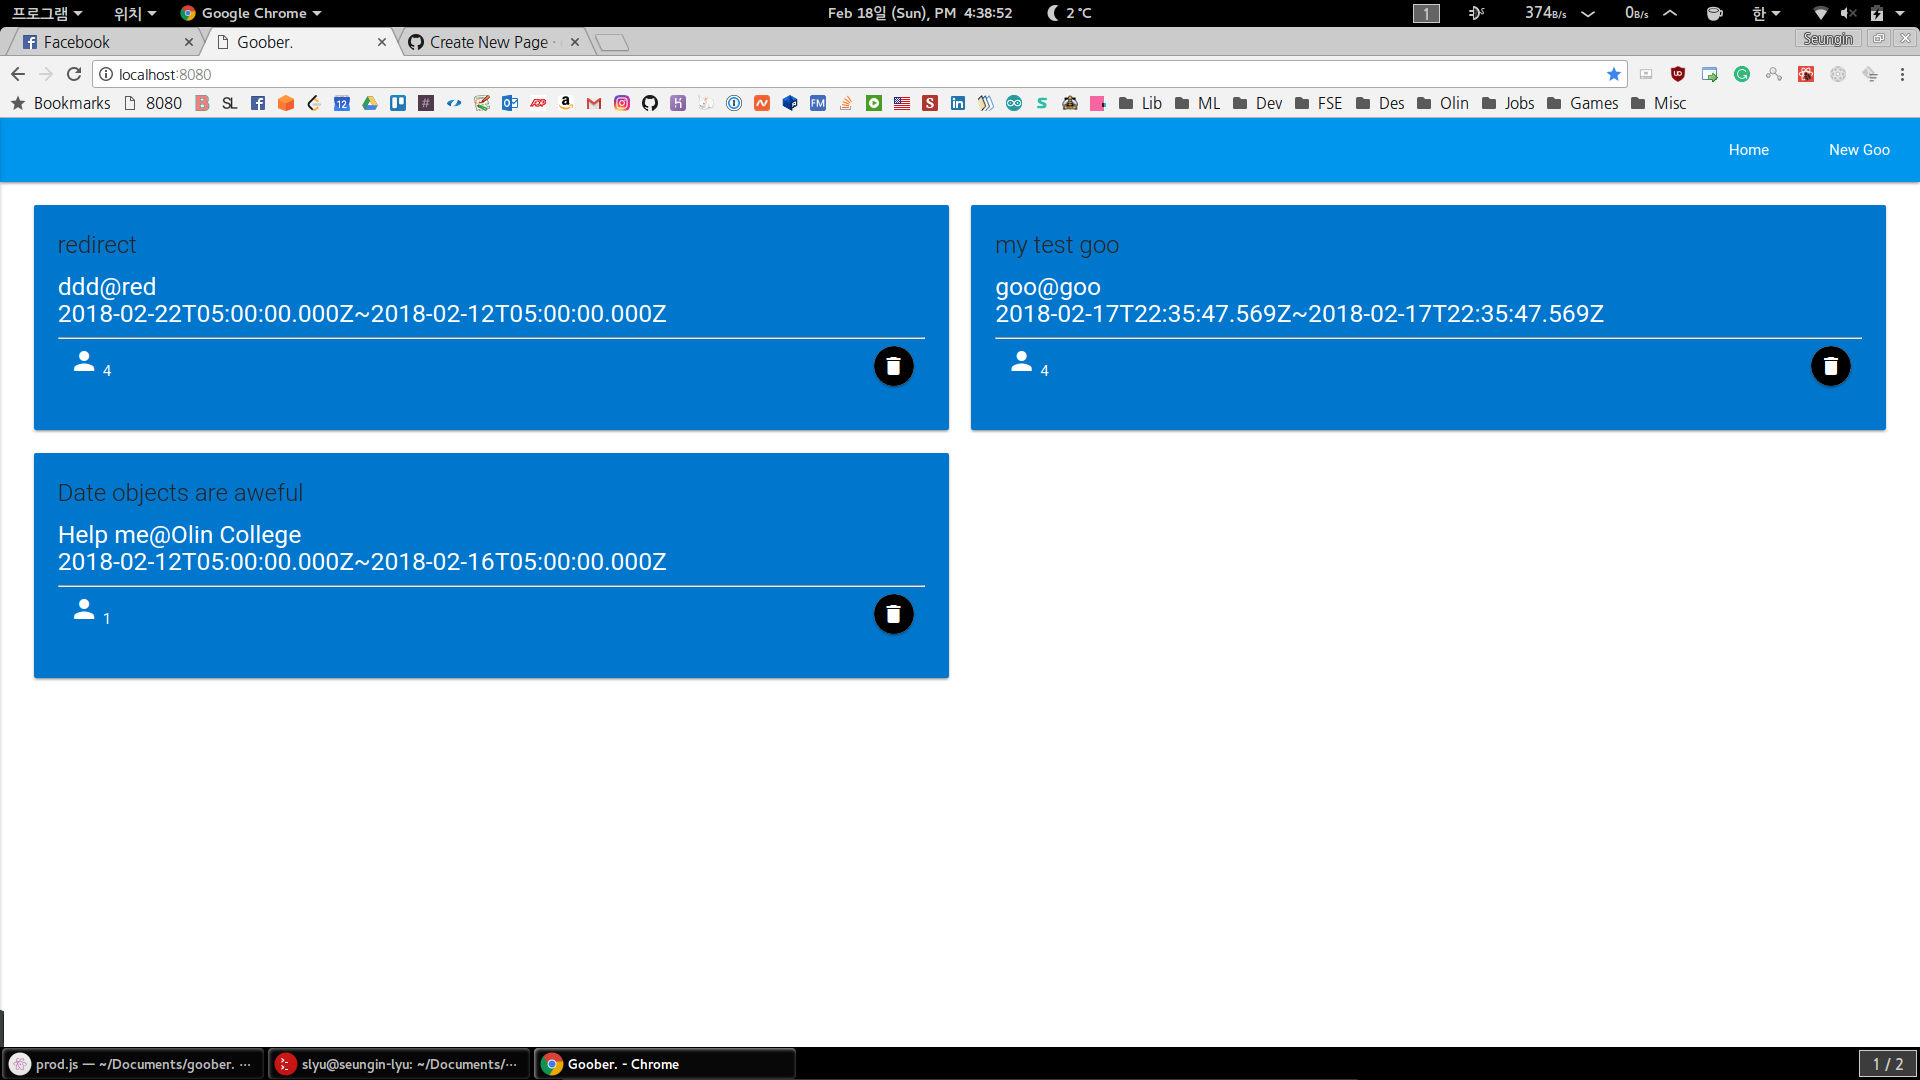 프로그램 위치 Google Chrome Feb 18일 (Sun), PM 4:38:52 2 °C 1 374B/s 0B/s 한
Facebook Goober. Create New Page · Seungin
localhost:8080
Bookmarks 8080 SL Lib ML Dev FSE Des Olin Jobs Games Misc
Home New Goo
redirect
ddd@red
2018-02-22T05:00:00.000Z~2018-02-12T05:00:00.000Z
4
my test goo
goo@goo
2018-02-17T22:35:47.569Z~2018-02-17T22:35:47.569Z
4
Date objects are aweful
Help me@Olin College
2018-02-12T05:00:00.000Z~2018-02-16T05:00:00.000Z
1
prod.js — ~/Documents/goober. ··· slyu@seungin-lyu: ~/Documents/··· Goober. - Chrome 1 / 2